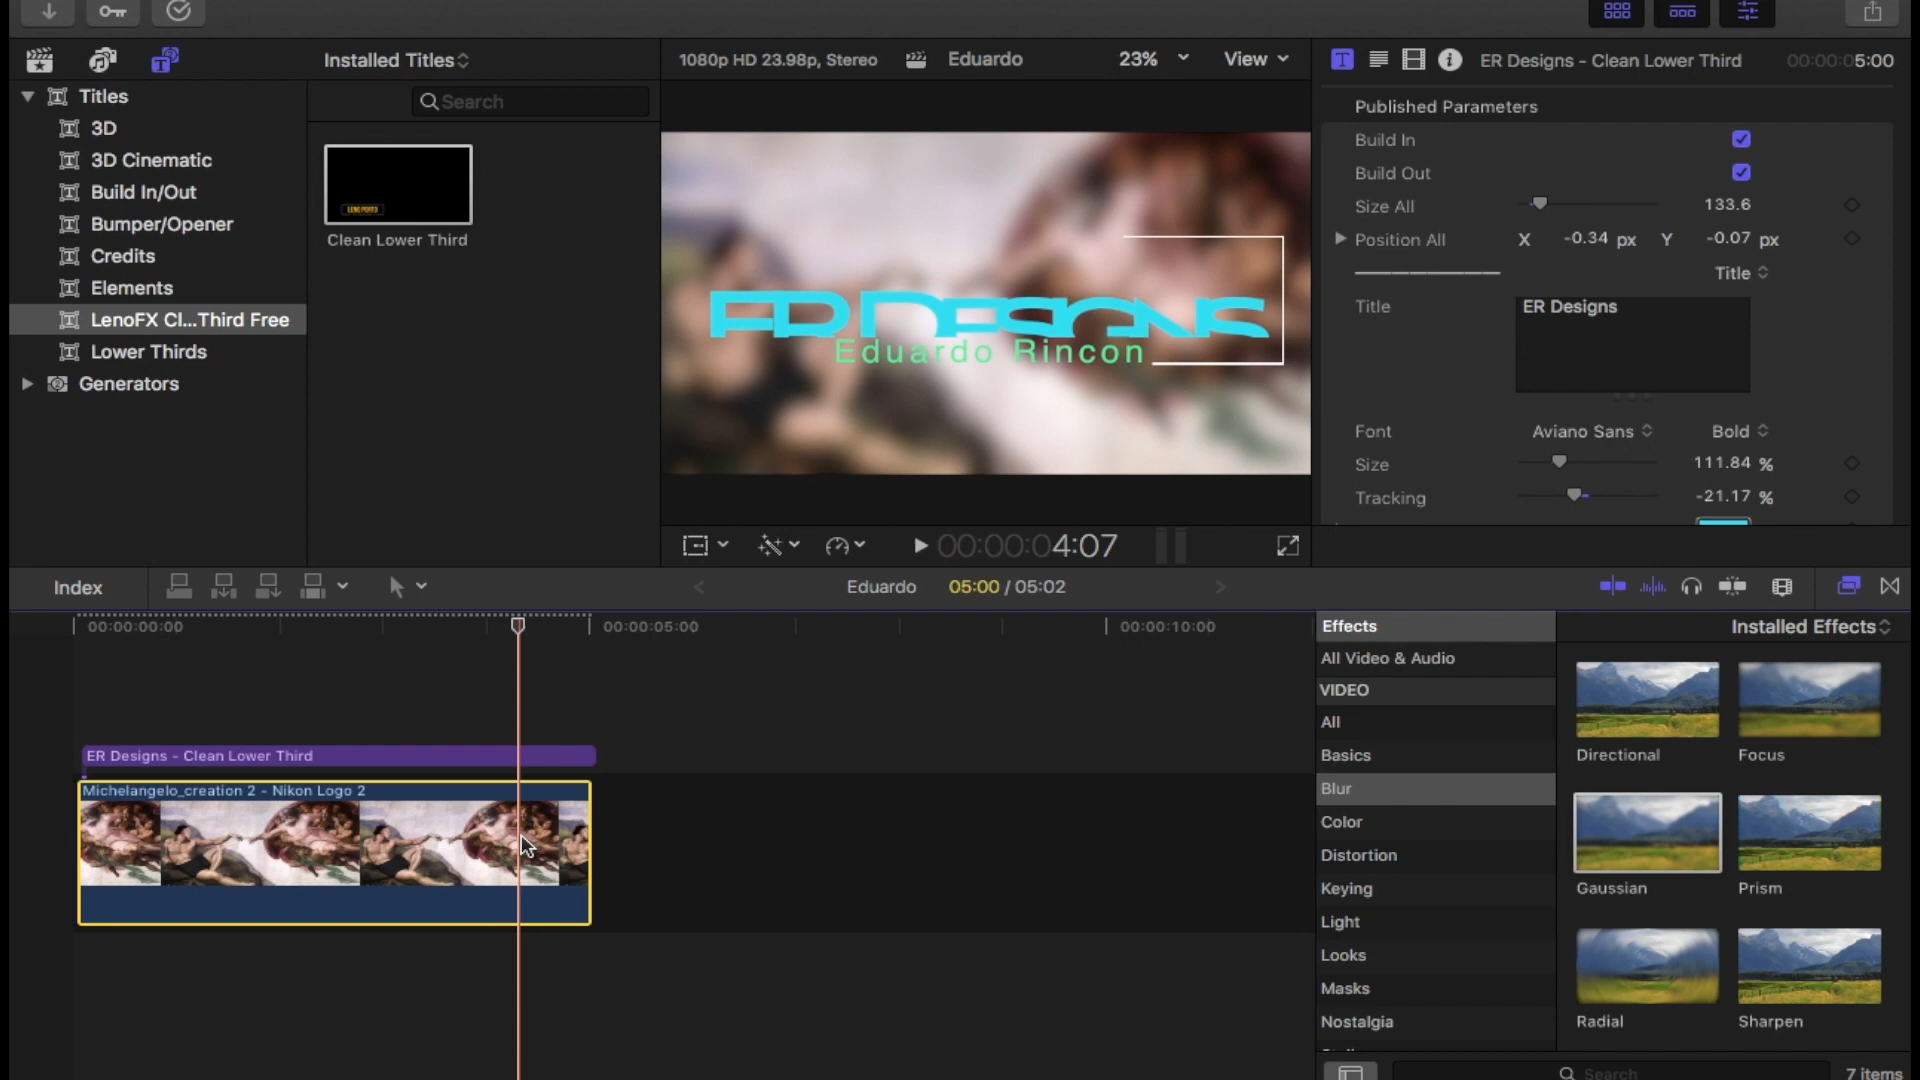 Installed Titles
1080p HD 23.98p, Stereo
Eduardo
23%
View
ER Designs - Clean Lower Third
00:00:05:00
Titles
3D
3D Cinematic
Build In/Out
Bumper/Opener
Credits
Elements
LenoFX Cl...Third Free
Lower Thirds
Generators
Search
Clean Lower Third
ER DESIGNS
Eduardo Rincon
Published Parameters
Build In
Build Out
Size All 133.6
Position All X -0.34 px Y -0.07 px
Title
Title ER Designs
Font Aviano Sans Bold
Size 111.84 %
Tracking -21.17 %
00:00:04:07
Index
Eduardo 05:00 / 05:02
00:00:00:00
00:00:05:00
00:00:10:00
ER Designs - Clean Lower Third
Michelangelo_creation 2 - Nikon Logo 2
Effects
Installed Effects
All Video & Audio
VIDEO
All
Basics
Blur
Color
Distortion
Keying
Light
Looks
Masks
Nostalgia
Directional
Focus
Gaussian
Prism
Radial
Sharpen
Search
7 items